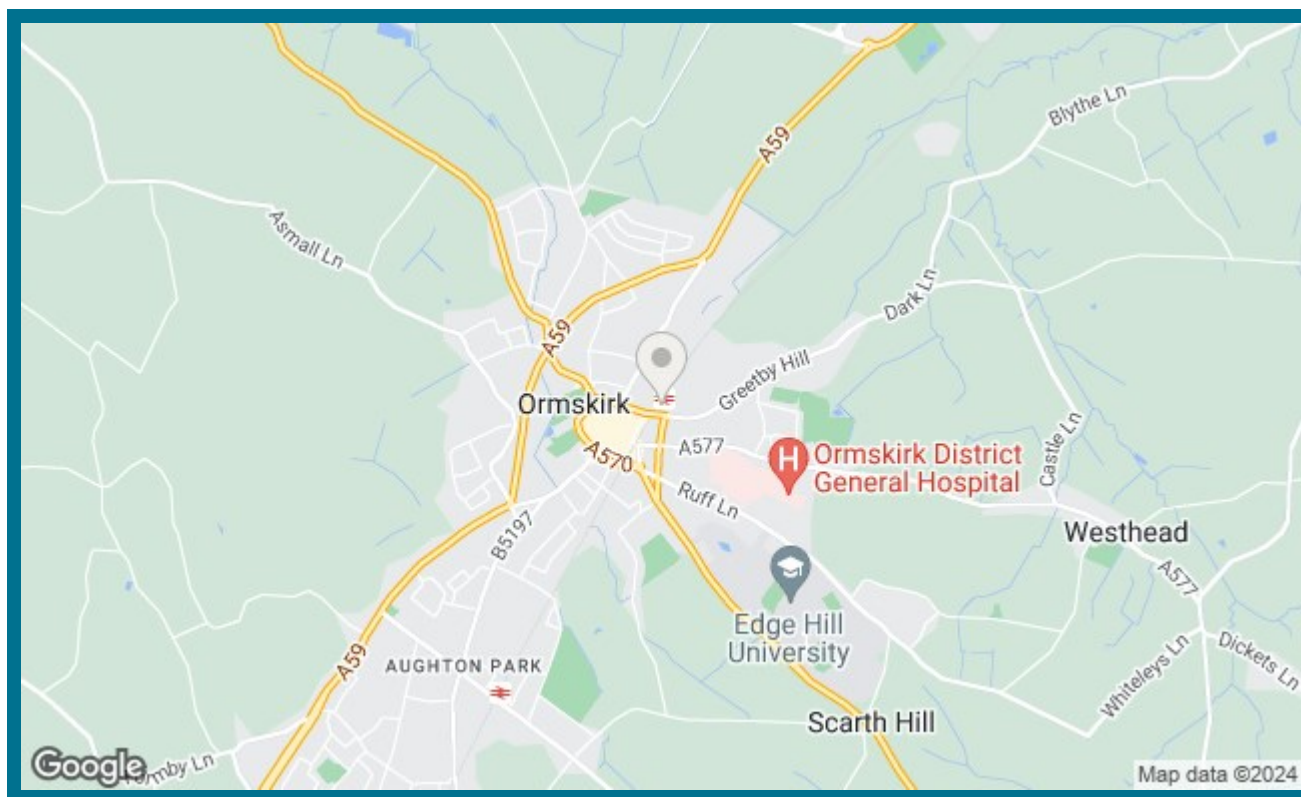 Blythe Ln
A59
Asmall Ln
Dark Ln
A59
Greetby Hill
Ormskirk
A577
A570
H
Ormskirk District
General Hospital
Castle Ln
Ruff Ln
B5197
Westhead
A577
Edge Hill
University
A59
AUGHTON PARK
Whiteleys Ln
Dickets Ln
Scarth Hill
Google
Map data ©2024